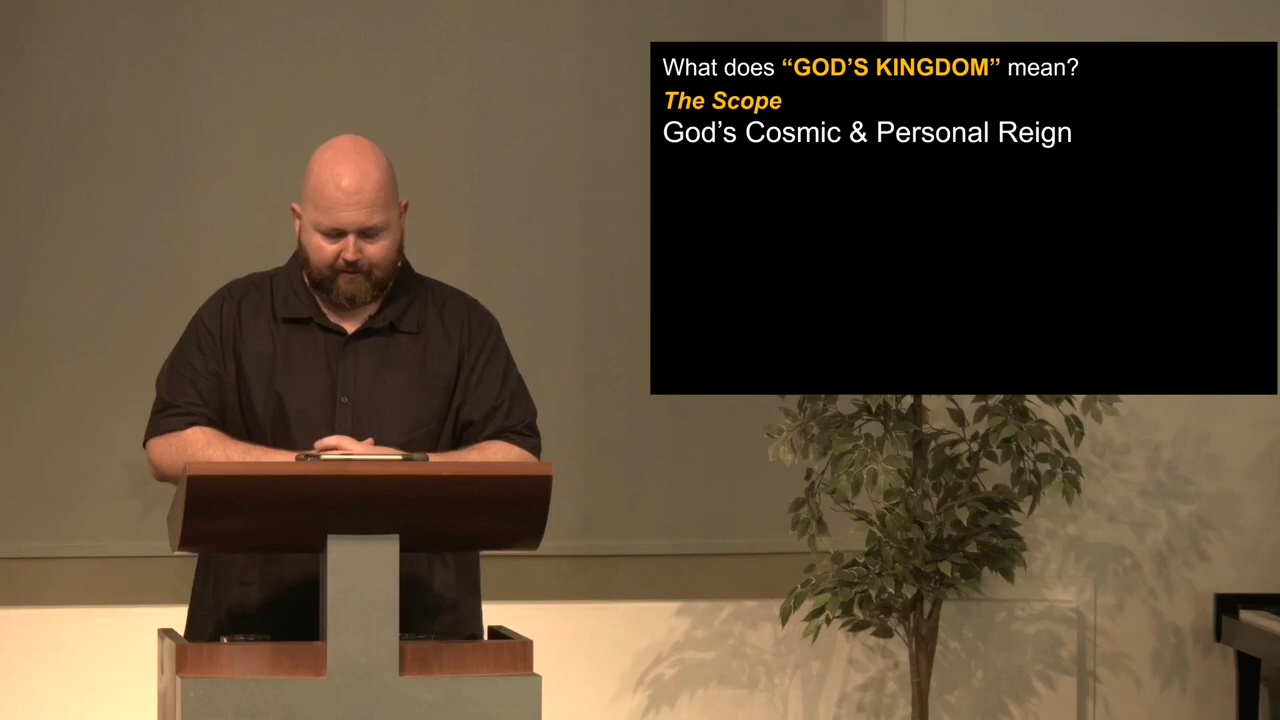 What does “GOD’S KINGDOM” mean?
The Scope
God’s Cosmic & Personal Reign